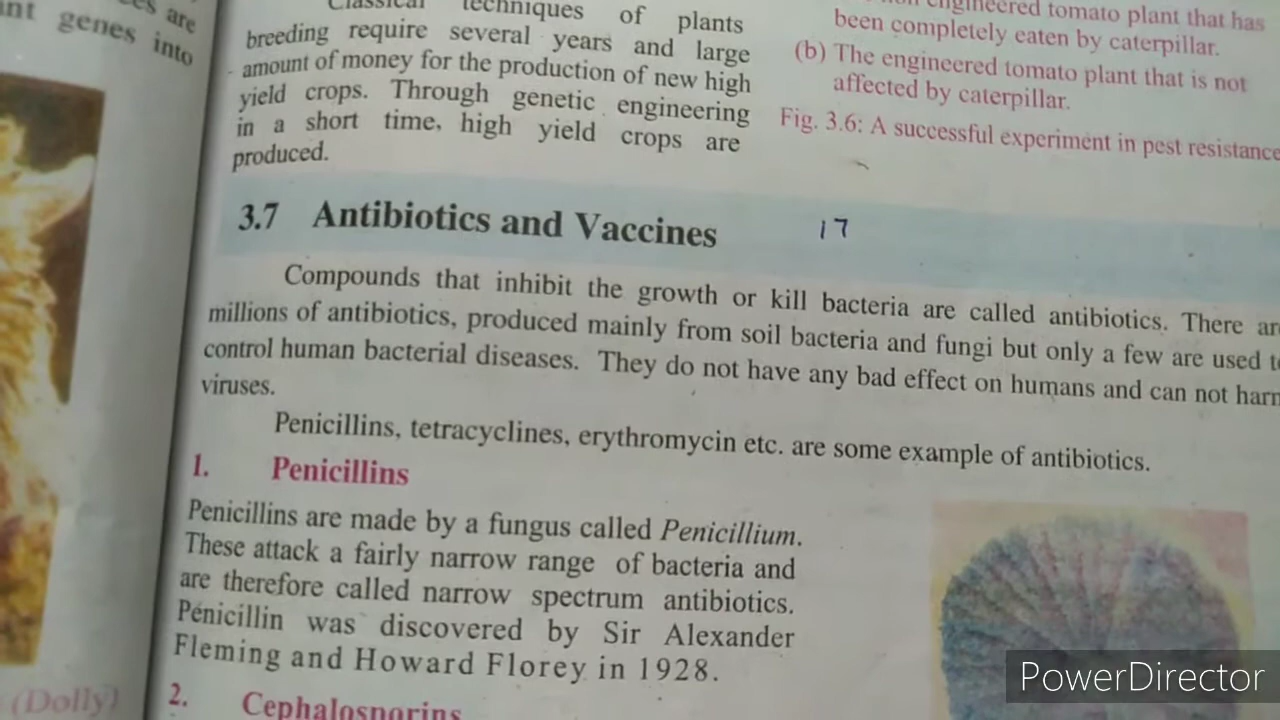 es are
nt genes into
(Dolly)
Classical techniques of plants
breeding require several years and large
amount of money for the production of new high
yield crops. Through genetic engineering
in a short time, high yield crops are
produced.
engineered tomato plant that has
been completely eaten by caterpillar.
(b) The engineered tomato plant that is not
affected by caterpillar.
Fig. 3.6: A successful experiment in pest resistance
3.7 Antibiotics and Vaccines 17
Compounds that inhibit the growth or kill bacteria are called antibiotics. There are
millions of antibiotics, produced mainly from soil bacteria and fungi but only a few are used to
control human bacterial diseases. They do not have any bad effect on humans and can not harm
viruses.
Penicillins, tetracyclines, erythromycin etc. are some example of antibiotics.
1. Penicillins
Penicillins are made by a fungus called Penicillium.
These attack a fairly narrow range of bacteria and
are therefore called narrow spectrum antibiotics.
Penicillin was discovered by Sir Alexander
Fleming and Howard Florey in 1928.
2. Cephalosporins
PowerDirector